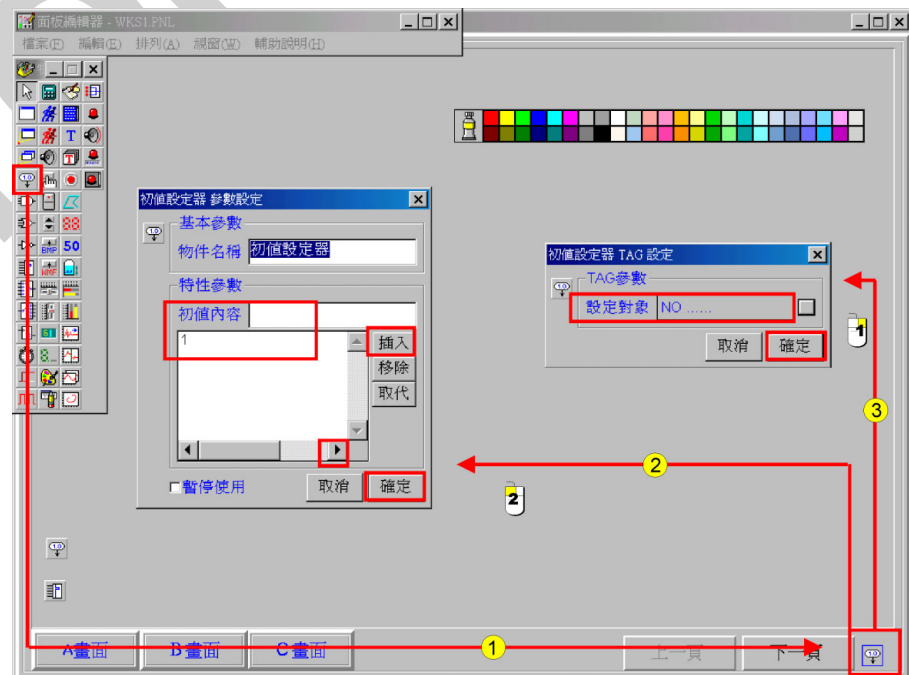 面板編輯器 - WKS1.PNL
檔案(F) 編輯(E) 排列(A) 視窗(W) 輔助說明(H)
初值設定器 參數設定
基本參數
物件名稱 初值設定器
特性參數
初值內容
1
插入
移除
取代
暫停使用
取消
確定
初值設定器 TAG 設定
TAG參數
設定對象 NO ......
取消
確定
1
3
2
2
A畫面
B畫面
C畫面
1
上一頁
下一頁